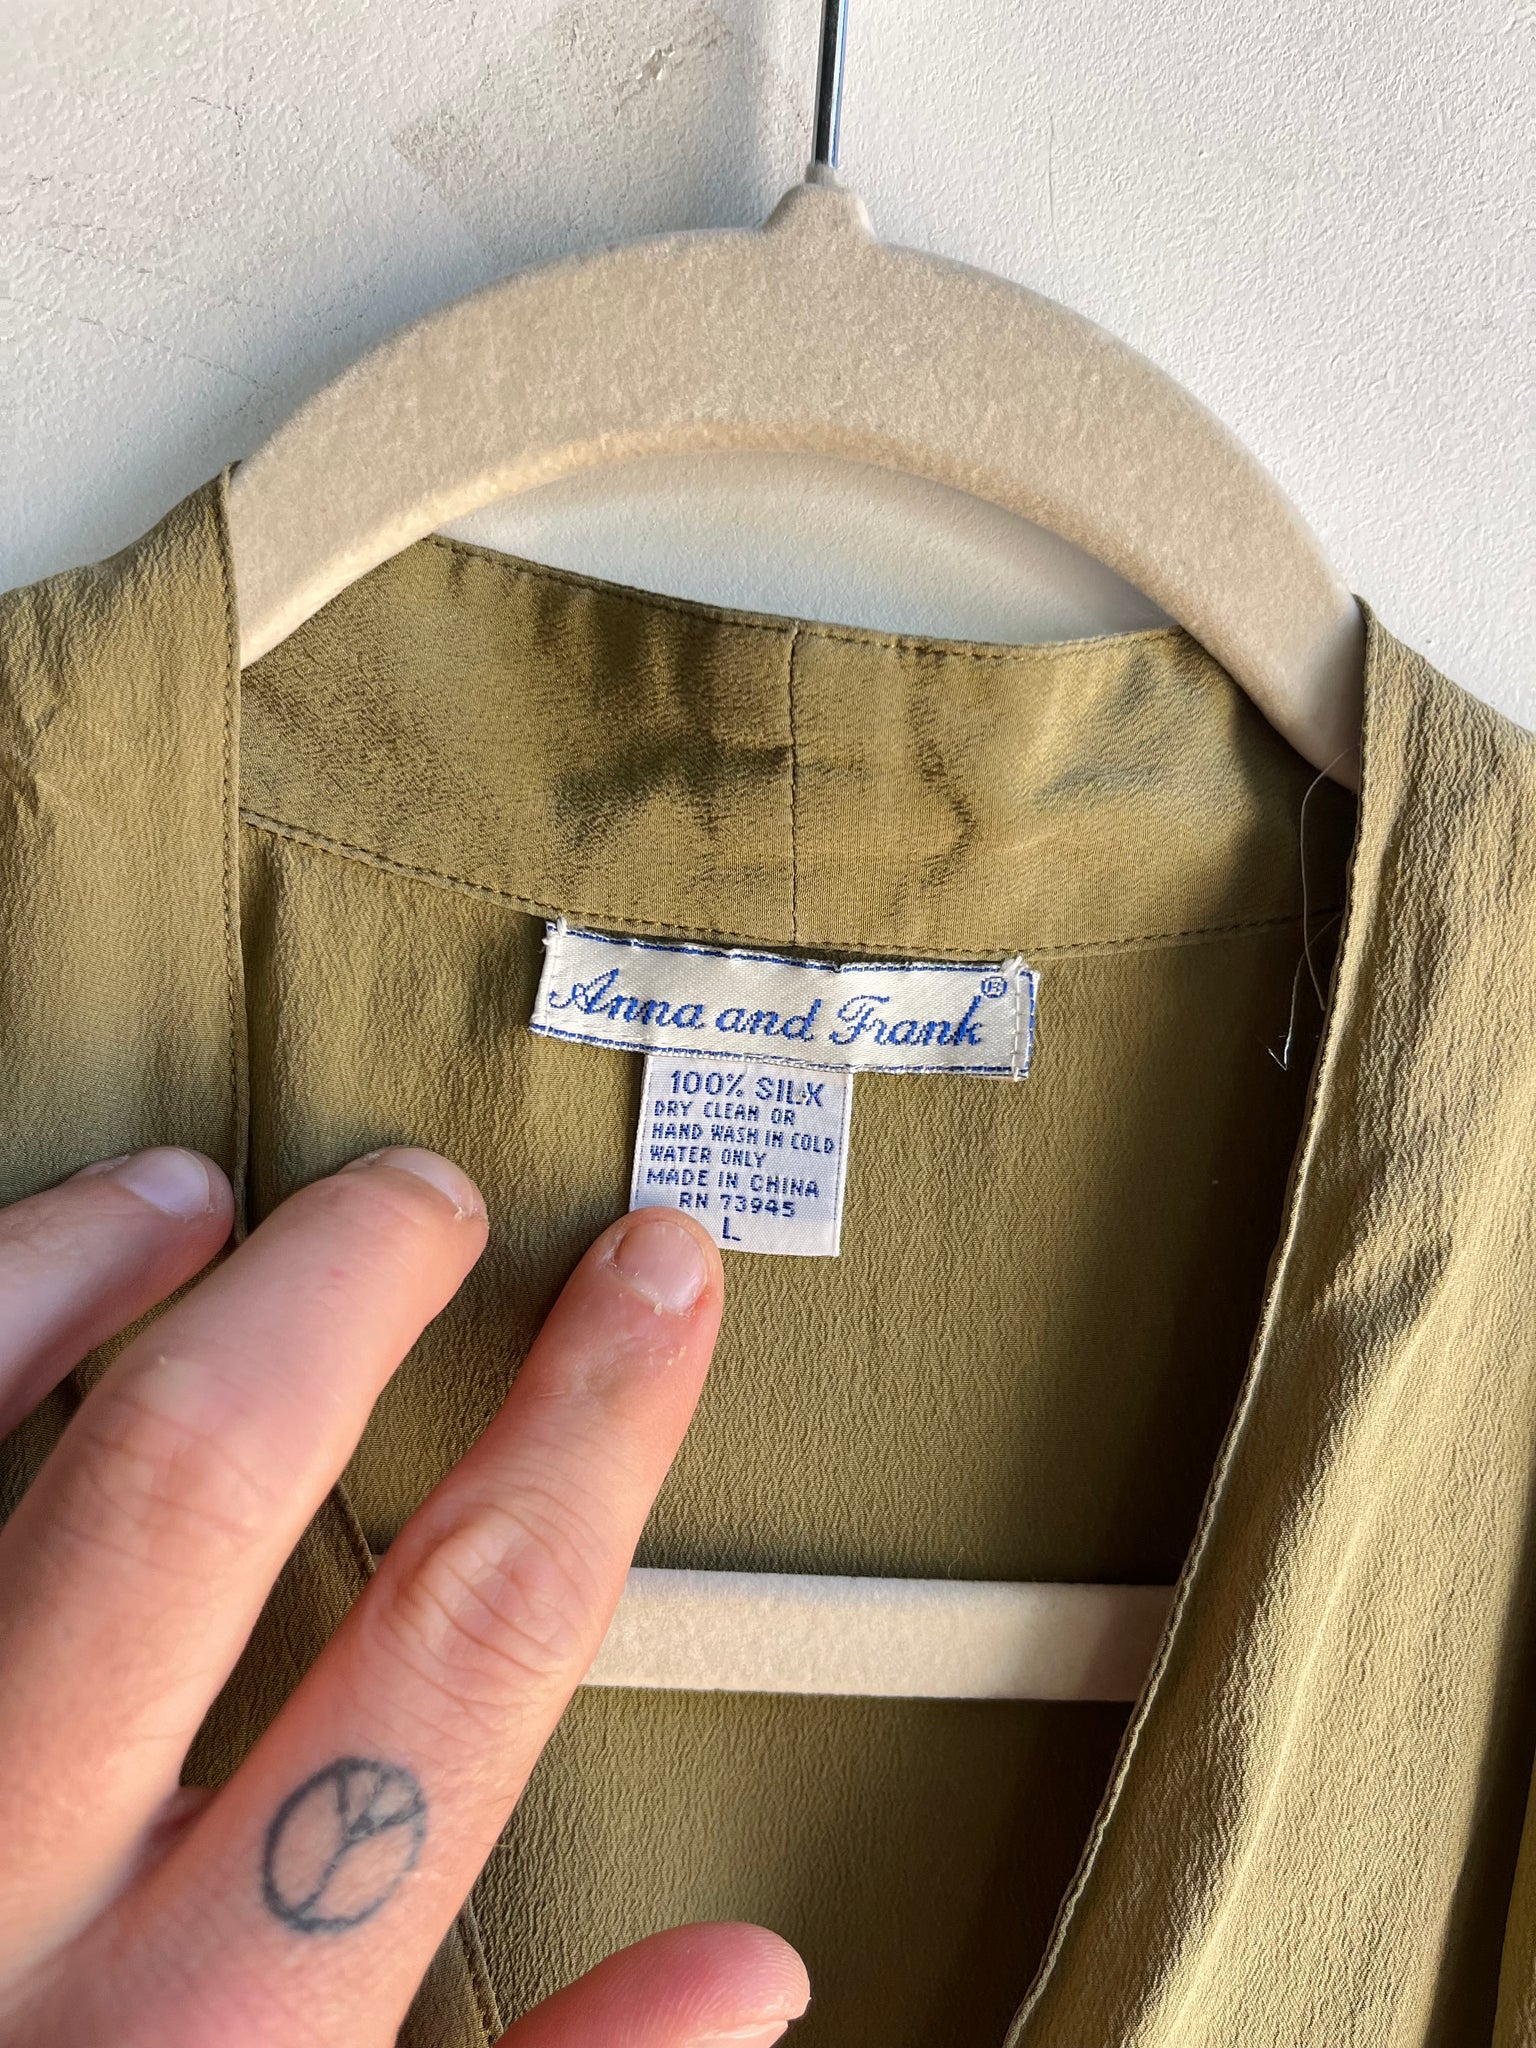 Anna and Frank®
100% SILK
DRY CLEAN OR
HAND WASH IN COLD
WATER ONLY
MADE IN CHINA
RN 73945
L